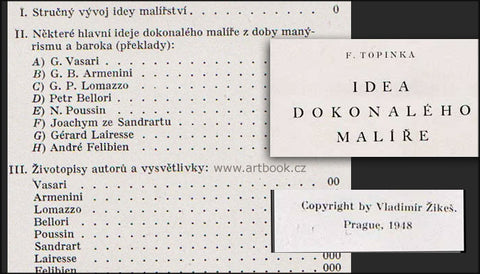 I. Stručný vývoj idey malířství . . . . . . . . . . . 0
II. Některé hlavní ideje dokonalého malíře z doby maný-
rismu a baroka (překlady):
A) G. Vasari
B) G. B. Armenini
C) G. P. Lomazzo
D) Petr Bellori
E) N. Poussin
F) Joachym ze Sandrartu
G) Gérard Lairesse
H) André Felibien
III. Životopisy autorů a vysvětlivky:
www.artbook.cz
Vasari . . . . . . . . . . . 00
Armenini
Lomazzo
Bellori
Poussin
Sandrart
Lairess . . . . . . . . . . . 000
Felibien . . . . . . . . . . . 000
F. TOPINKA
IDEA
DOKONALÉHO
MALÍŘE
Copyright by Vladimír Žikeš.
Prague, 1948